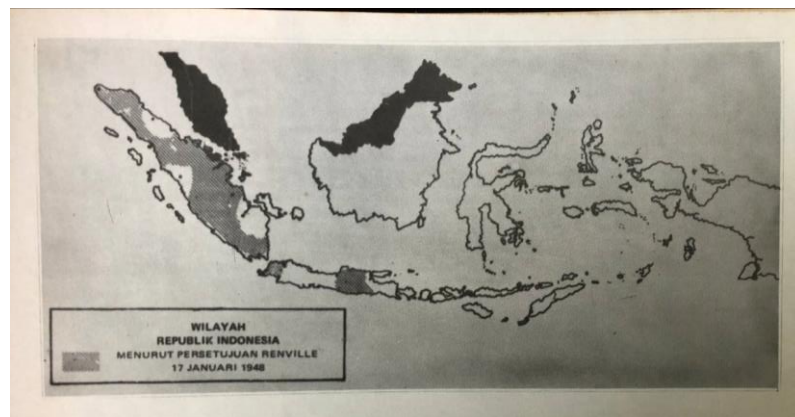 WILAYAH
REPUBLIK INDONESIA
MENURUT PERSETUJUAN RENVILLE
17 JANUARI 1948